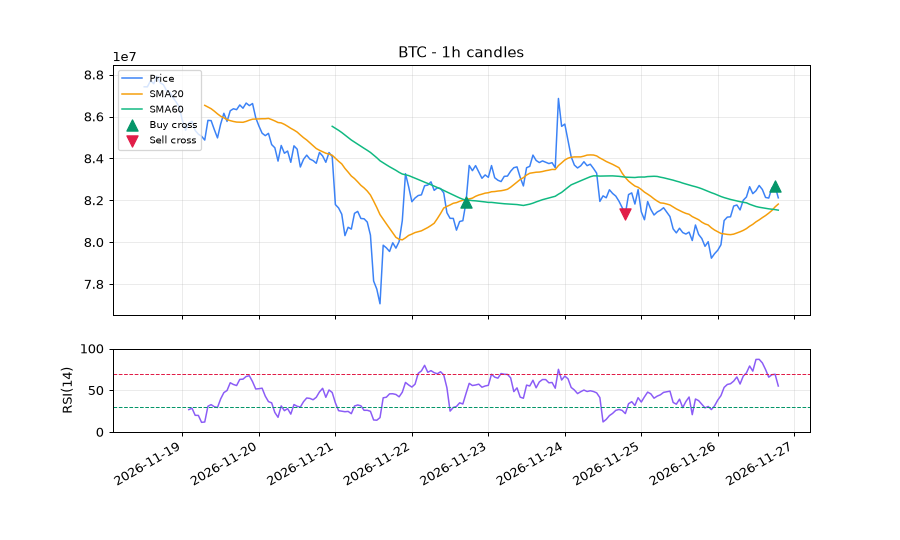 BTC - 1h candles
1e7
8.8
8.6
8.4
8.2
8.0
7.8
Price
SMA20
SMA60
Buy cross
Sell cross
RSI(14)
100
50
0
2026-11-19
2026-11-20
2026-11-21
2026-11-22
2026-11-23
2026-11-24
2026-11-25
2026-11-26
2026-11-27